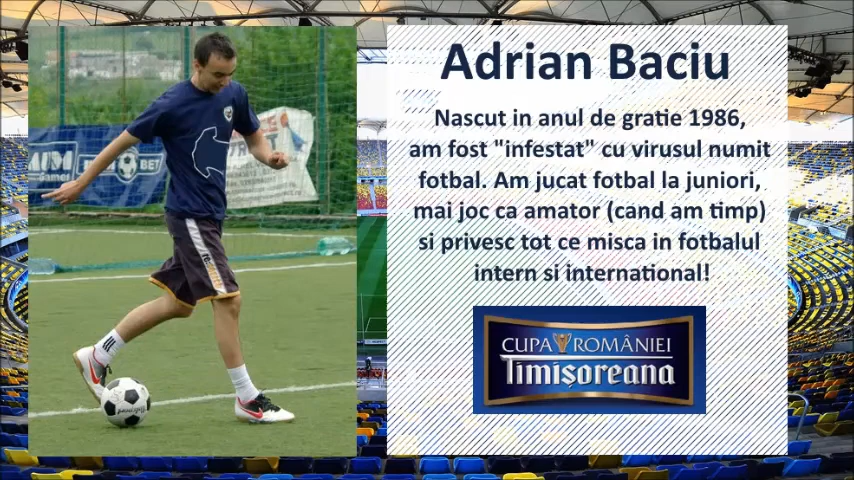 Adrian Baciu
Nascut in anul de gratie 1986,
am fost "infestat" cu virusul numit
fotbal. Am jucat fotbal la juniori,
mai joc ca amator (cand am timp)
si privesc tot ce misca in fotbalul
intern si international!
CUPA ROMÂNIEI
Timișoreana
BET